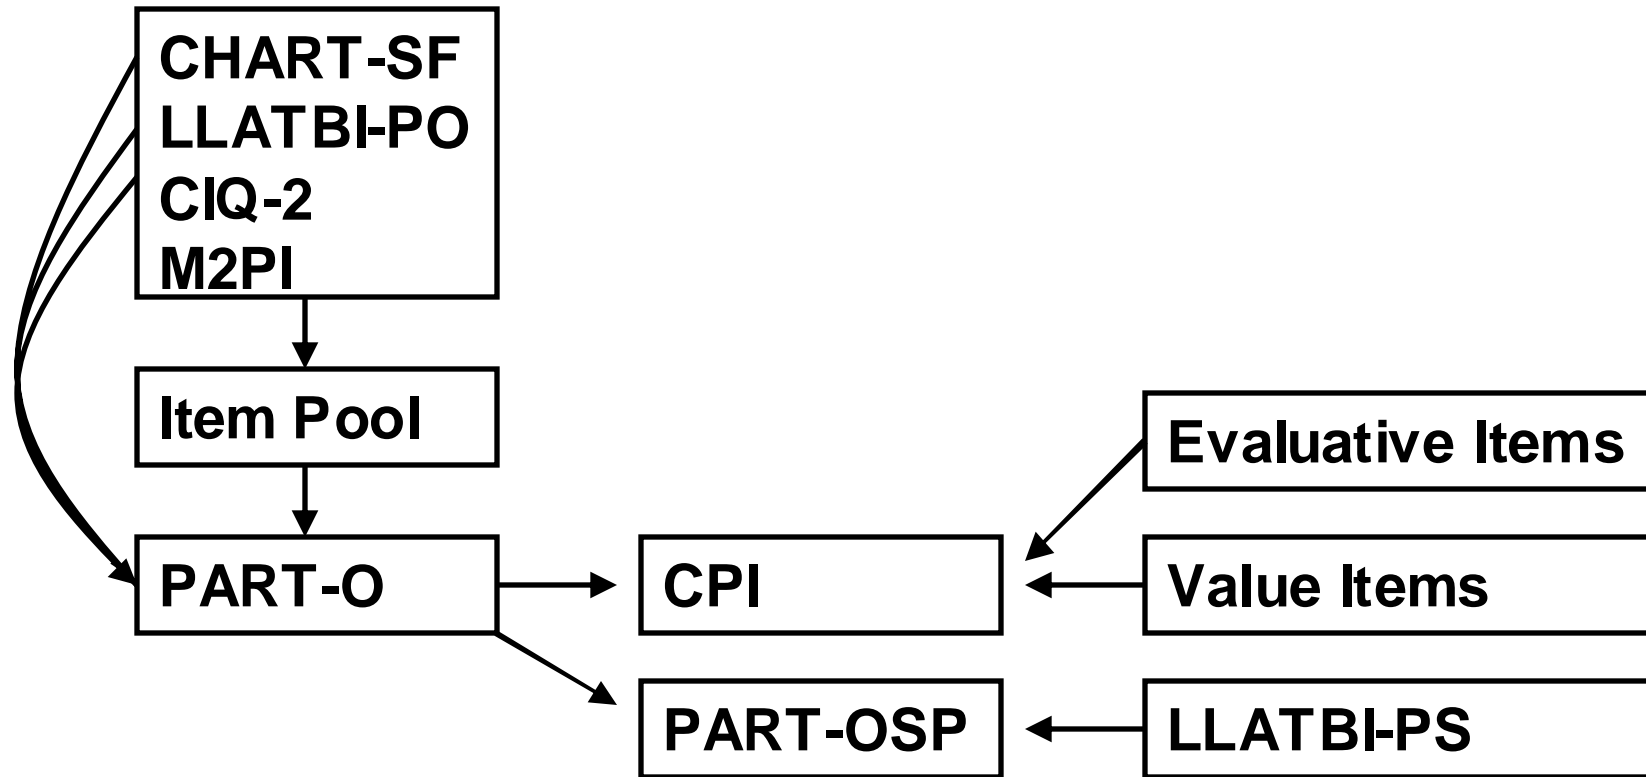 CHART-SF
LLATBI-PO
CIQ-2
M2PI
Item Pool
Evaluative Items
PART-O
CPI
Value Items
PART-OSP
LLATBI-PS